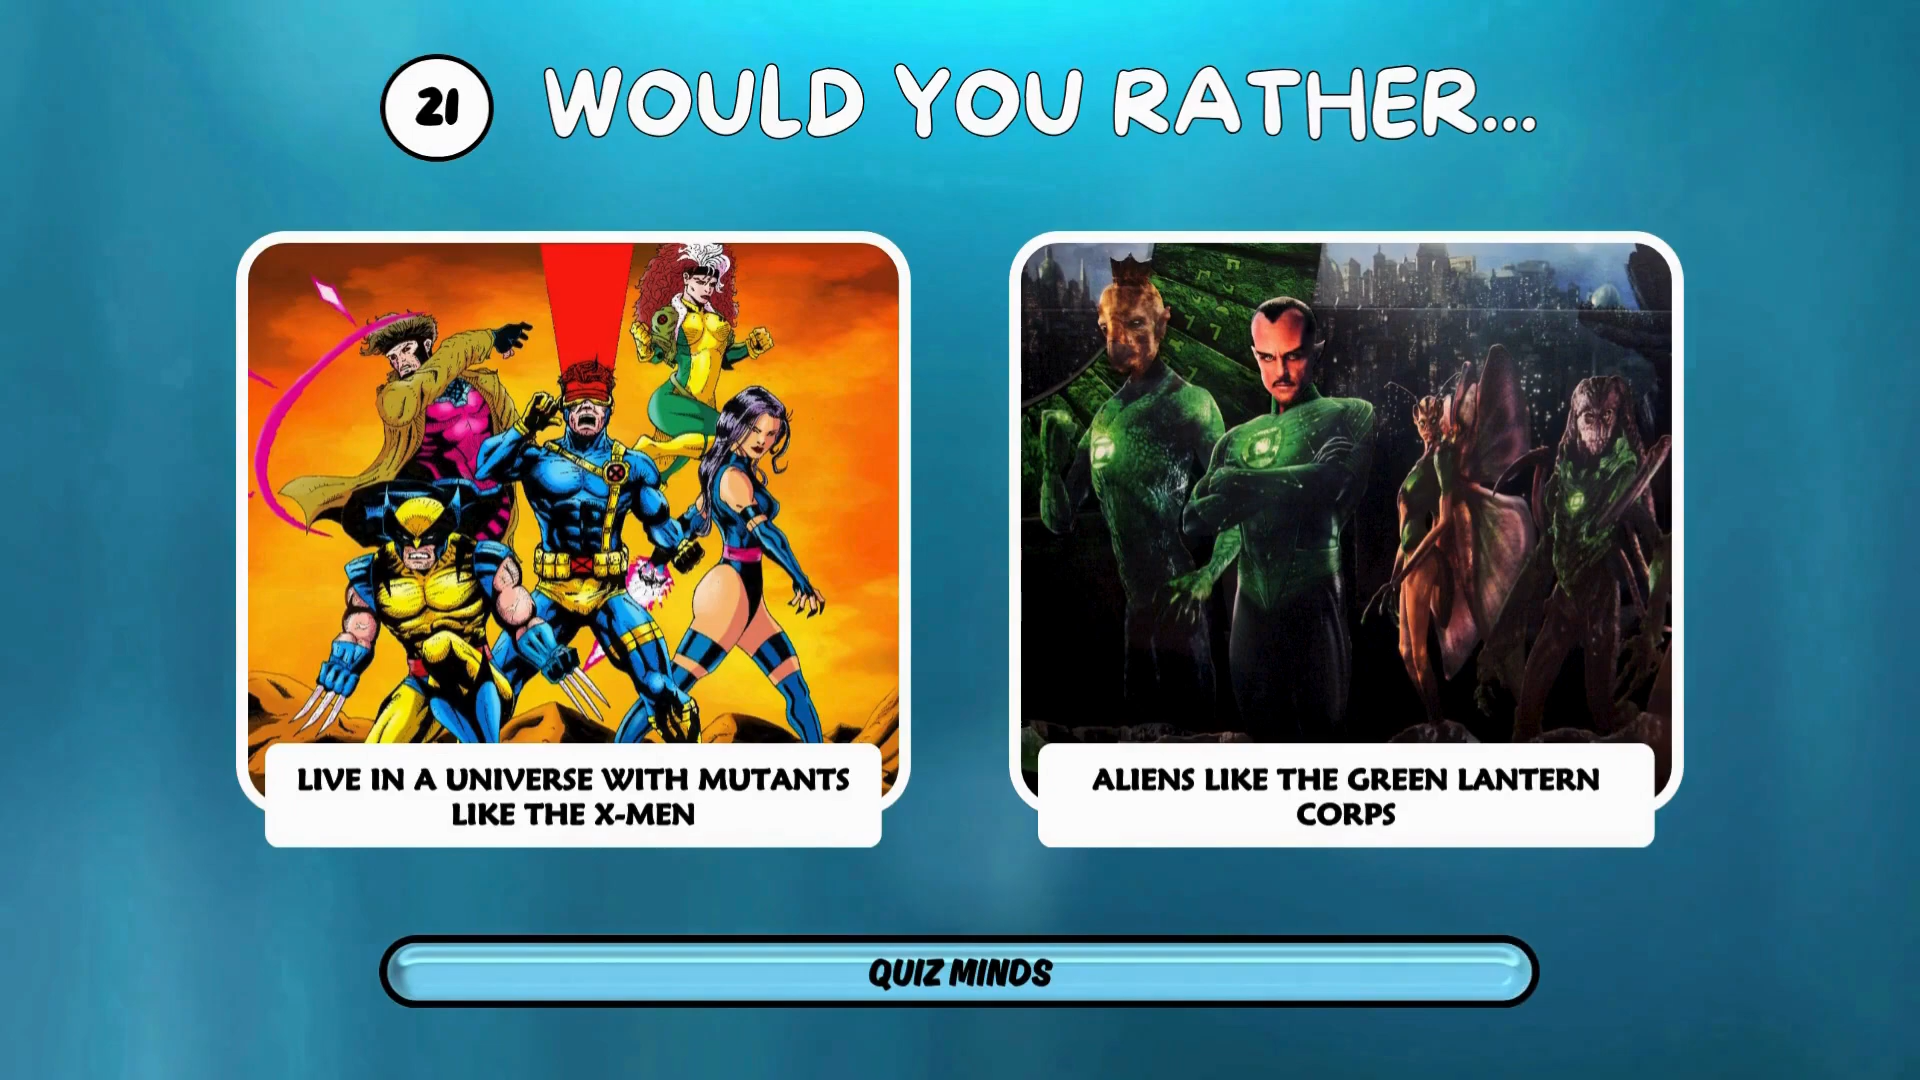 21
WOULD YOU RATHER...
LIVE IN A UNIVERSE WITH MUTANTS
LIKE THE X-MEN
ALIENS LIKE THE GREEN LANTERN
CORPS
QUIZ MINDS